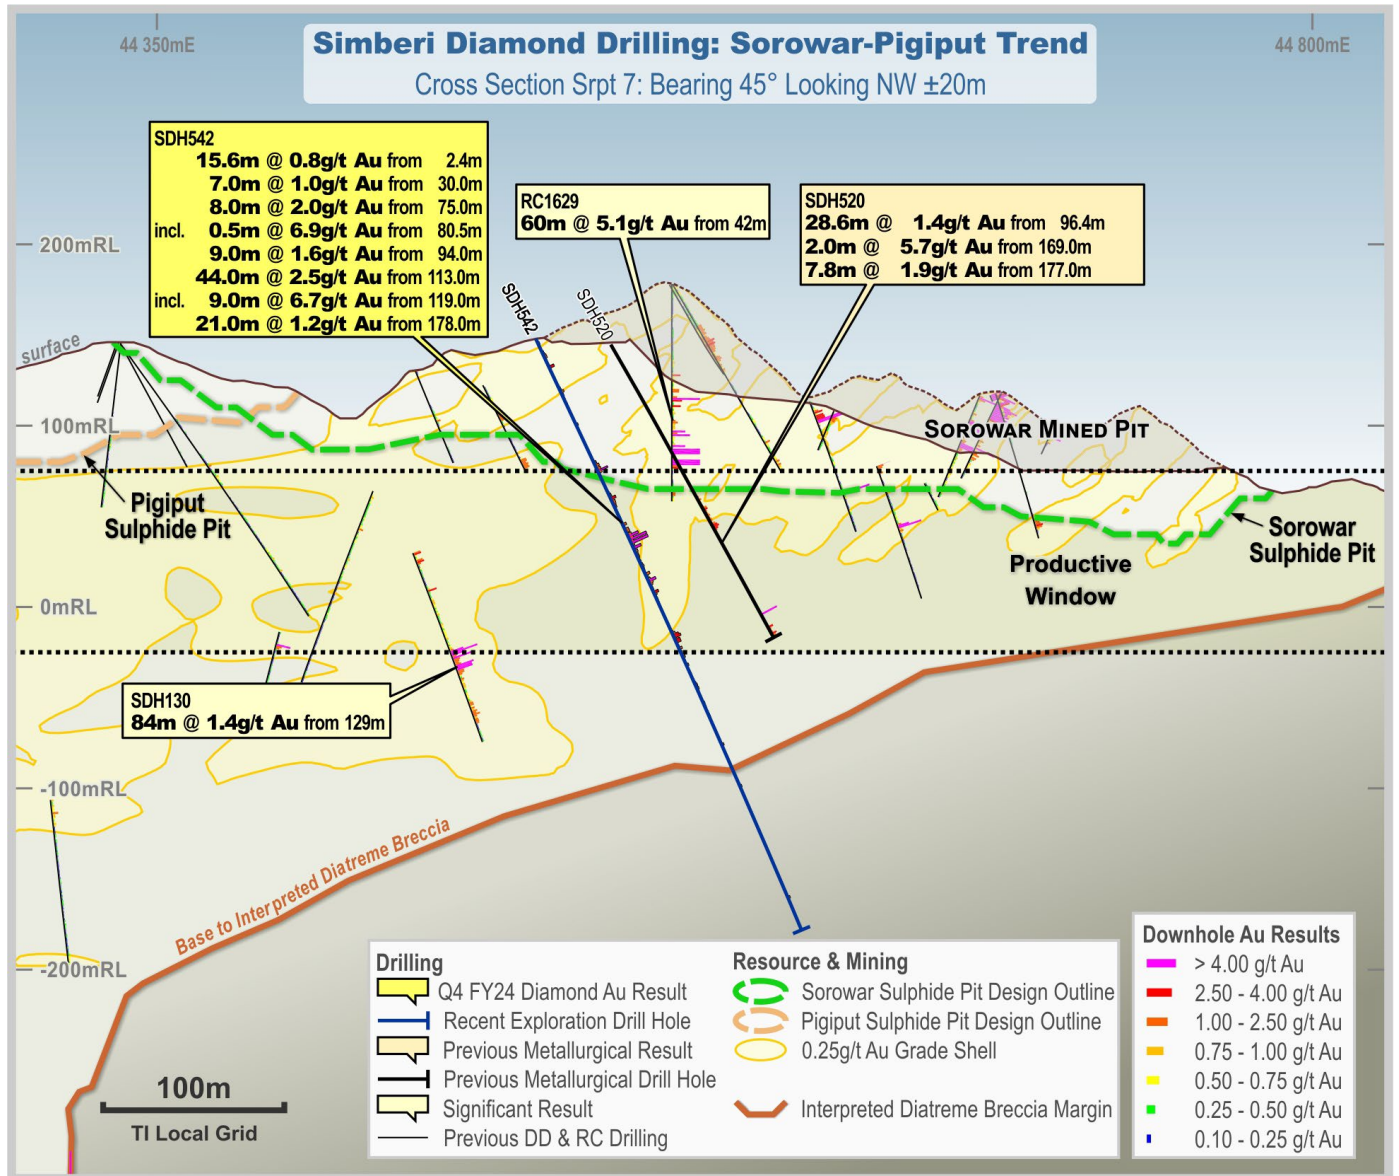 44 350mE
44 800mE
Simberi Diamond Drilling: Sorowar-Pigiput Trend
Cross Section Srpt 7: Bearing 45° Looking NW ±20m
SDH542
15.6m @ 0.8g/t Au from 2.4m
7.0m @ 1.0g/t Au from 30.0m
8.0m @ 2.0g/t Au from 75.0m
incl. 0.5m @ 6.9g/t Au from 80.5m
9.0m @ 1.6g/t Au from 94.0m
44.0m @ 2.5g/t Au from 113.0m
incl. 9.0m @ 6.7g/t Au from 119.0m
21.0m @ 1.2g/t Au from 178.0m
RC1629
60m @ 5.1g/t Au from 42m
SDH520
28.6m @ 1.4g/t Au from 96.4m
2.0m @ 5.7g/t Au from 169.0m
7.8m @ 1.9g/t Au from 177.0m
200mRL
SDH542
SDH520
surface
100mRL
SOROWAR MINED PIT
Pigiput
Sulphide Pit
Sorowar
Sulphide Pit
Productive
Window
0mRL
SDH130
84m @ 1.4g/t Au from 129m
-100mRL
Base to Interpreted Diatreme Breccia
-200mRL
100m
TI Local Grid
Drilling
Q4 FY24 Diamond Au Result
Recent Exploration Drill Hole
Previous Metallurgical Result
Previous Metallurgical Drill Hole
Significant Result
Previous DD & RC Drilling
Resource & Mining
Sorowar Sulphide Pit Design Outline
Pigiput Sulphide Pit Design Outline
0.25g/t Au Grade Shell
Interpreted Diatreme Breccia Margin
Downhole Au Results
> 4.00 g/t Au
2.50 - 4.00 g/t Au
1.00 - 2.50 g/t Au
0.75 - 1.00 g/t Au
0.50 - 0.75 g/t Au
0.25 - 0.50 g/t Au
0.10 - 0.25 g/t Au